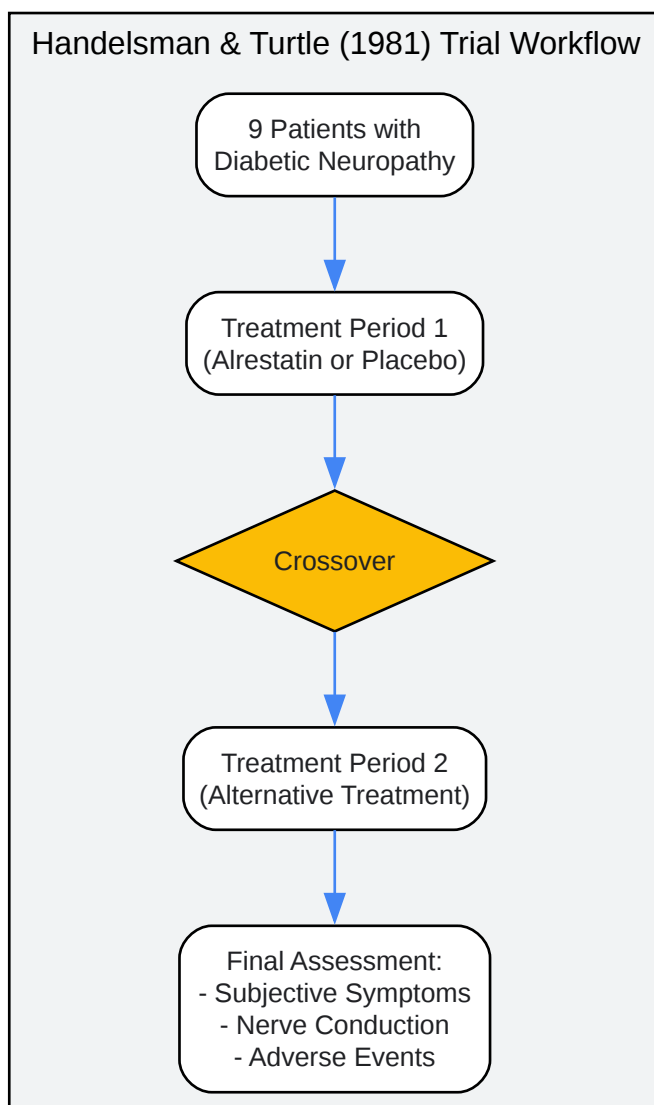 Handelsman & Turtle (1981) Trial Workflow
9 Patients with
Diabetic Neuropathy
Treatment Period 1
(Alrestatin or Placebo)
Crossover
Treatment Period 2
(Alternative Treatment)
Final Assessment:
- Subjective Symptoms
- Nerve Conduction
- Adverse Events